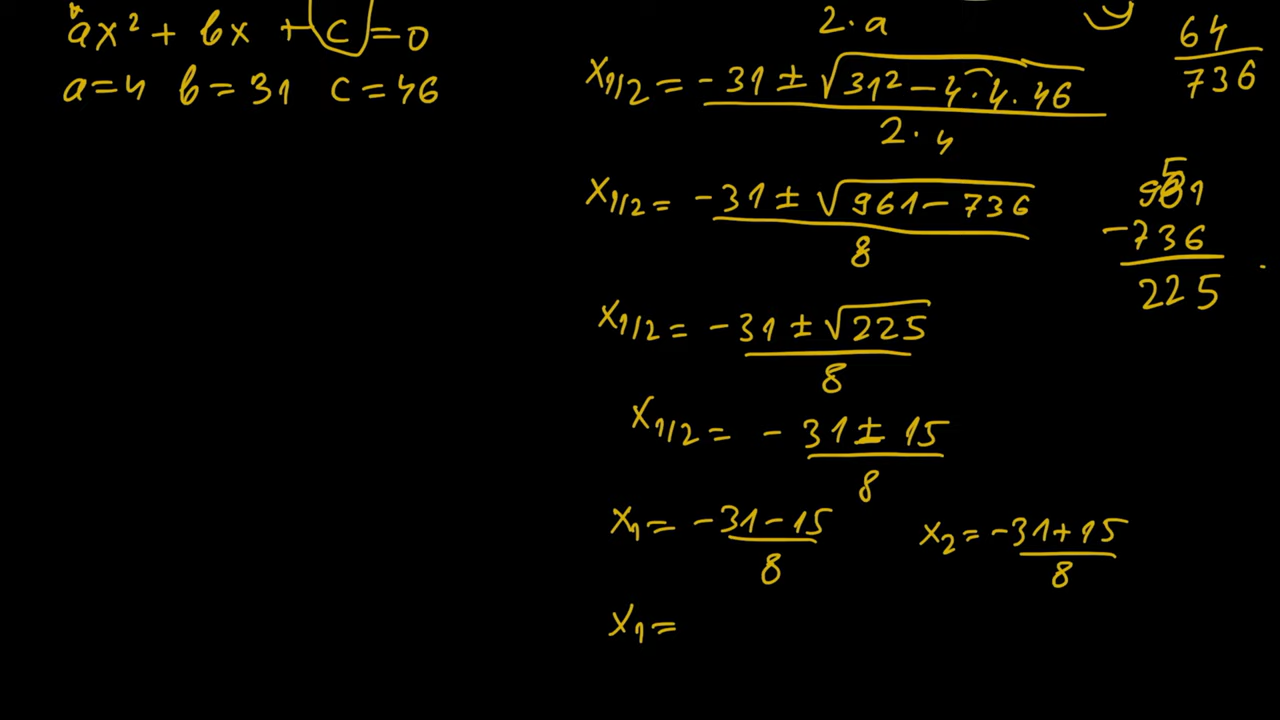 ax² + bx + c = 0
a=4 b=31 c=46
2·a
x1/2 = -31 ± √31² - 4·4·46
2·4
x1/2 = -31 ± √961 - 736
8
x1/2 = -31 ± √225
8
x1/2 = -31 ± 15
8
x1 = -31-15
8
x2 = -31+15
8
x1 =
64
736
5
961
-736
225